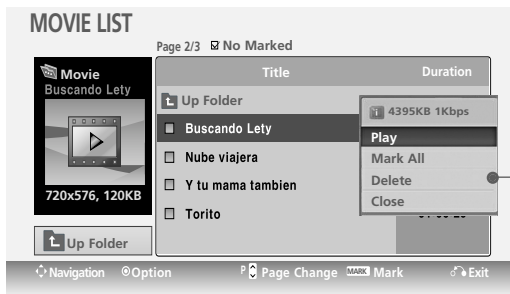 MOVIE LIST
Page 2/3 No Marked
Movie
Buscando Lety
720x576, 120KB
Up Folder
Title Duration
Up Folder
Buscando Lety
Nube viajera
Y tu mama tambien
Torito
4395KB 1Kbps
Play
Mark All
Delete
Close
Navigation Option P Page Change MARK Mark Exit